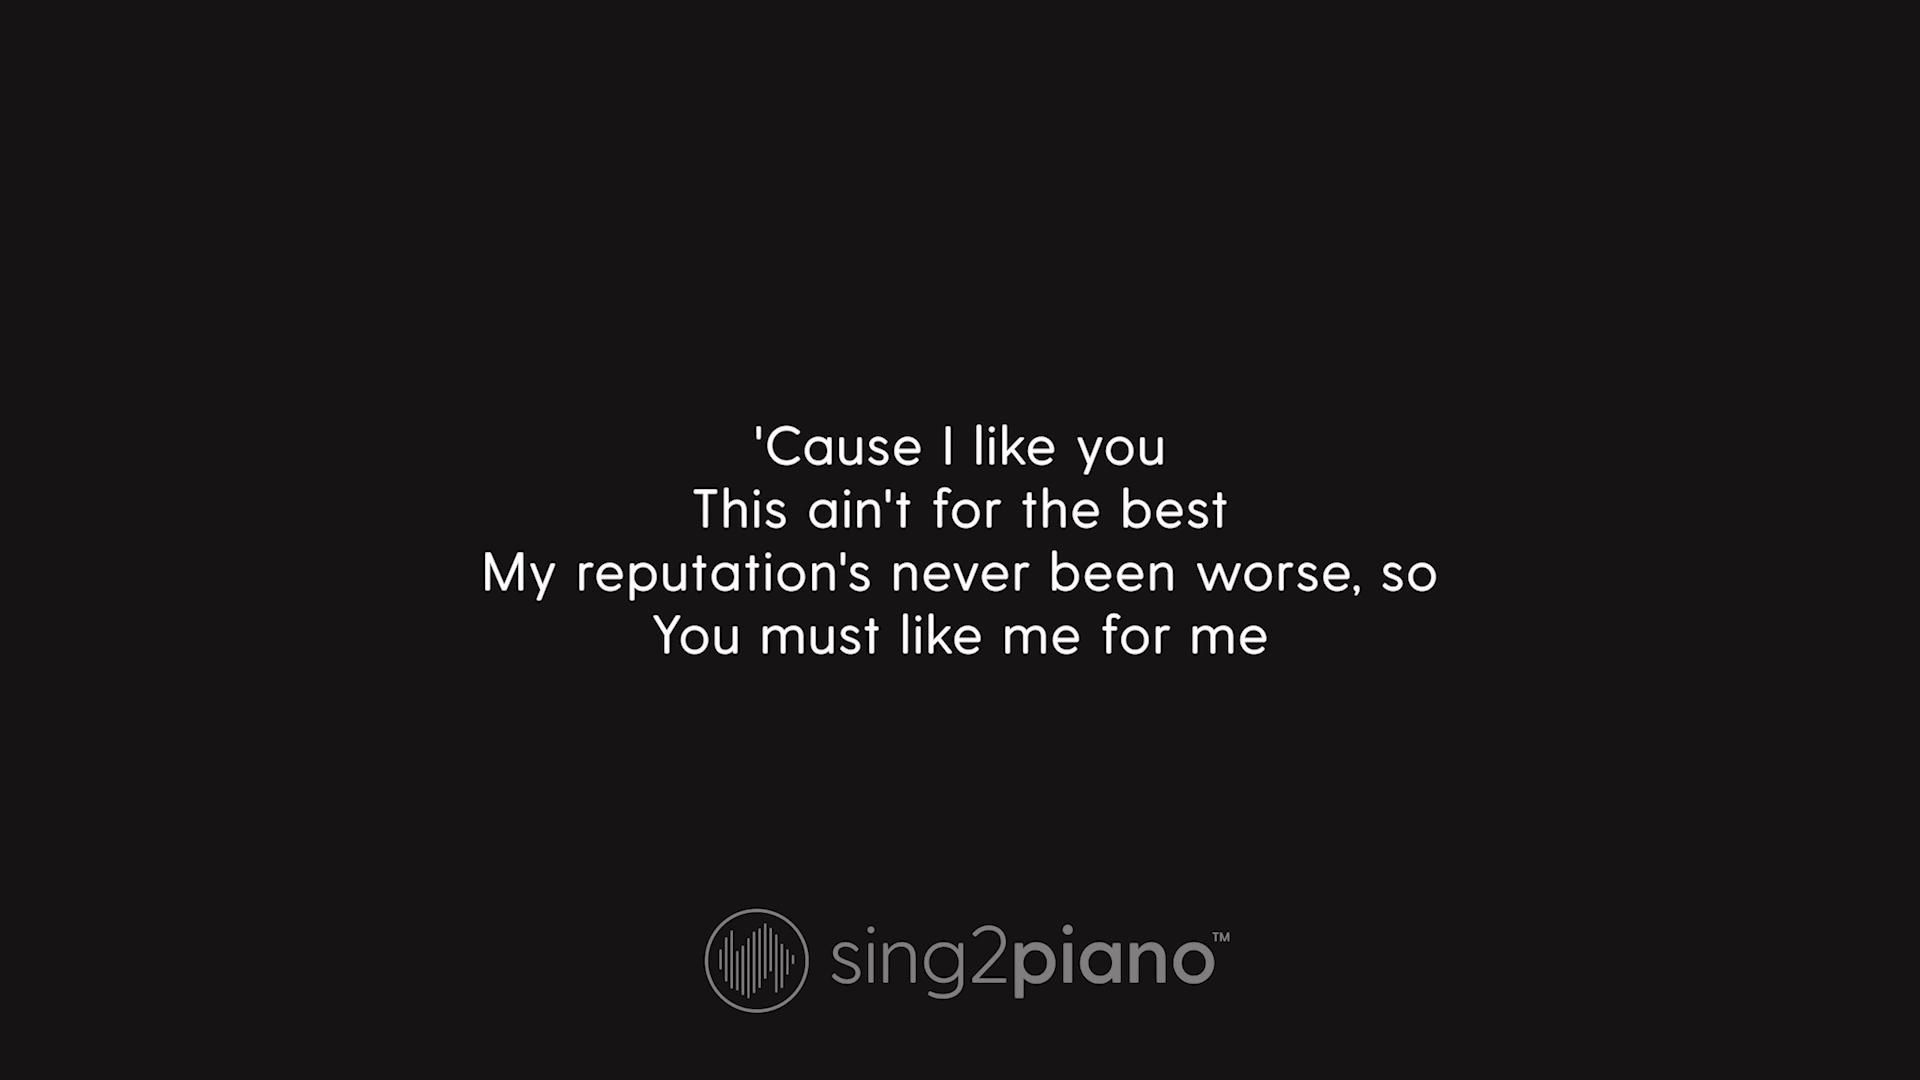 'Cause I like you
This ain't for the best
My reputation's never been worse, so
You must like me for me
sing2piano™